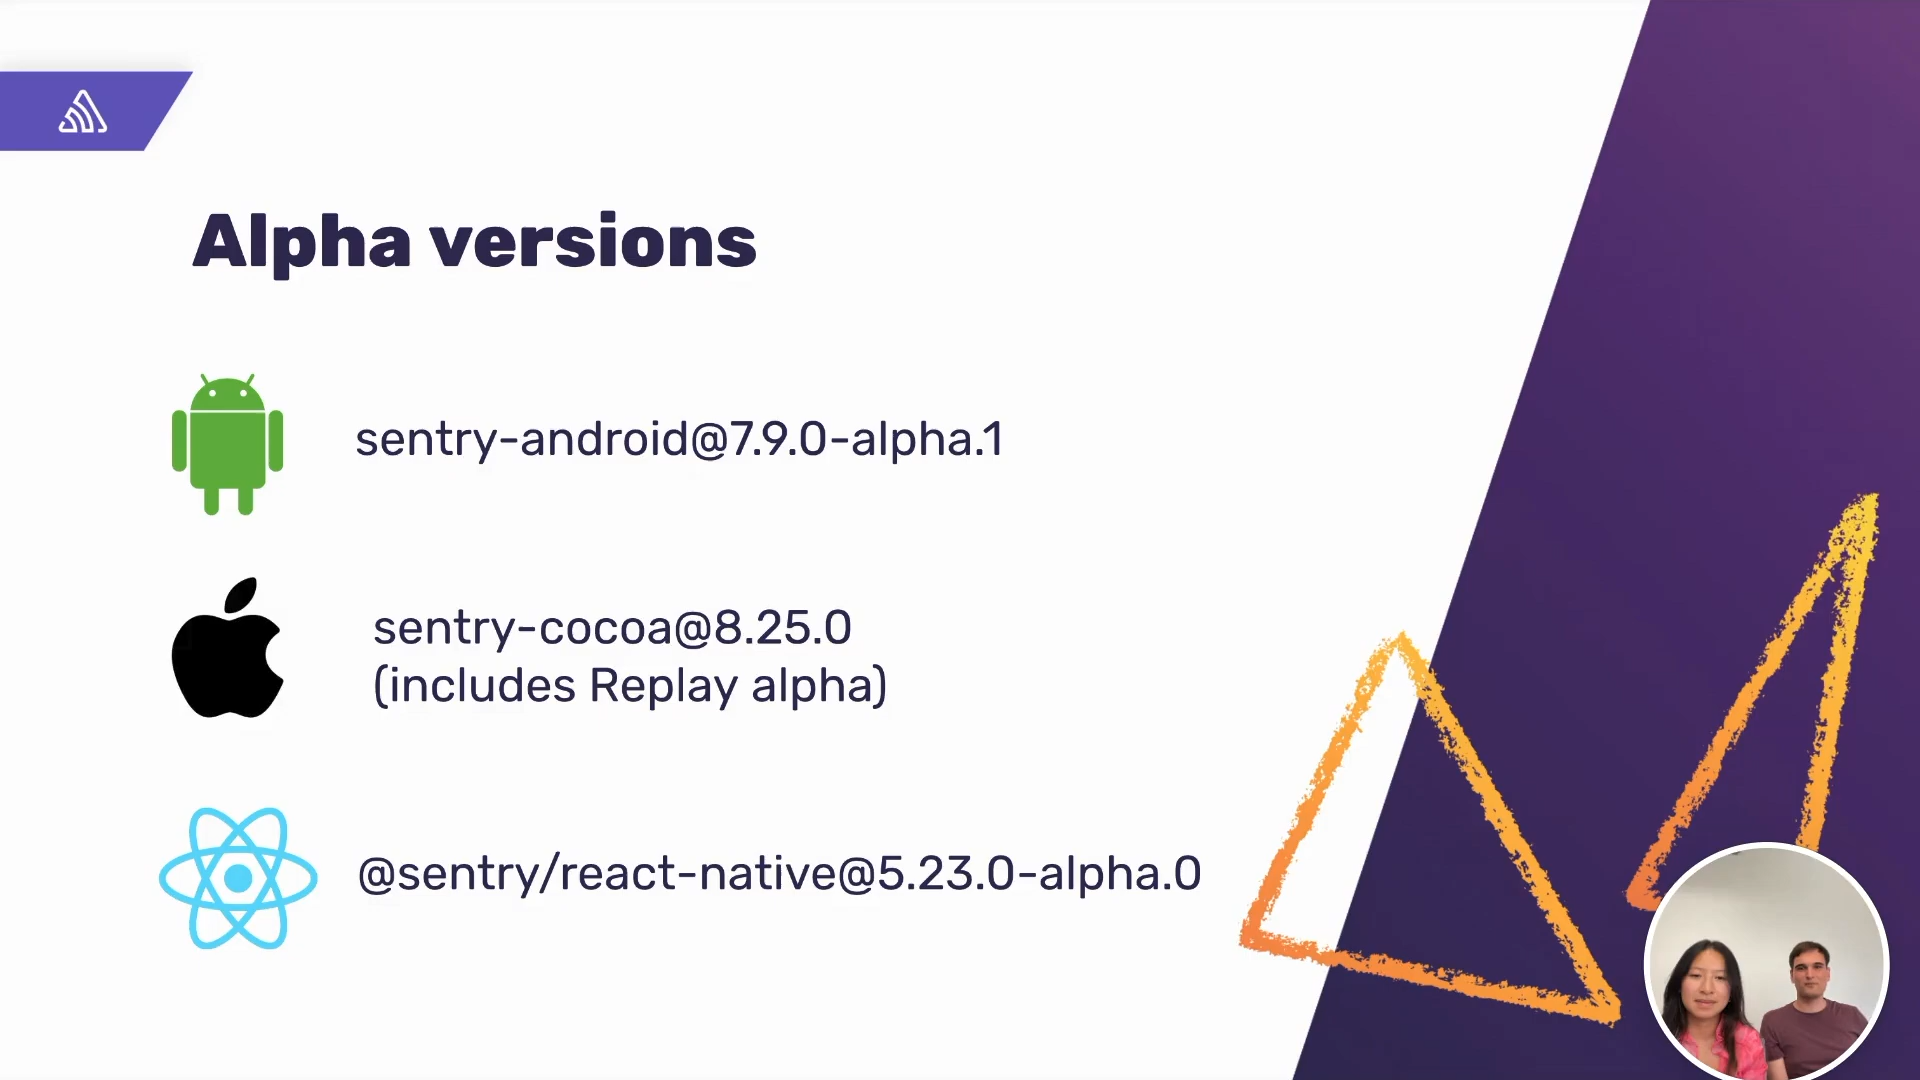 Alpha versions
sentry-android@7.9.0-alpha.1
sentry-cocoa@8.25.0
(includes Replay alpha)
@sentry/react-native@5.23.0-alpha.0